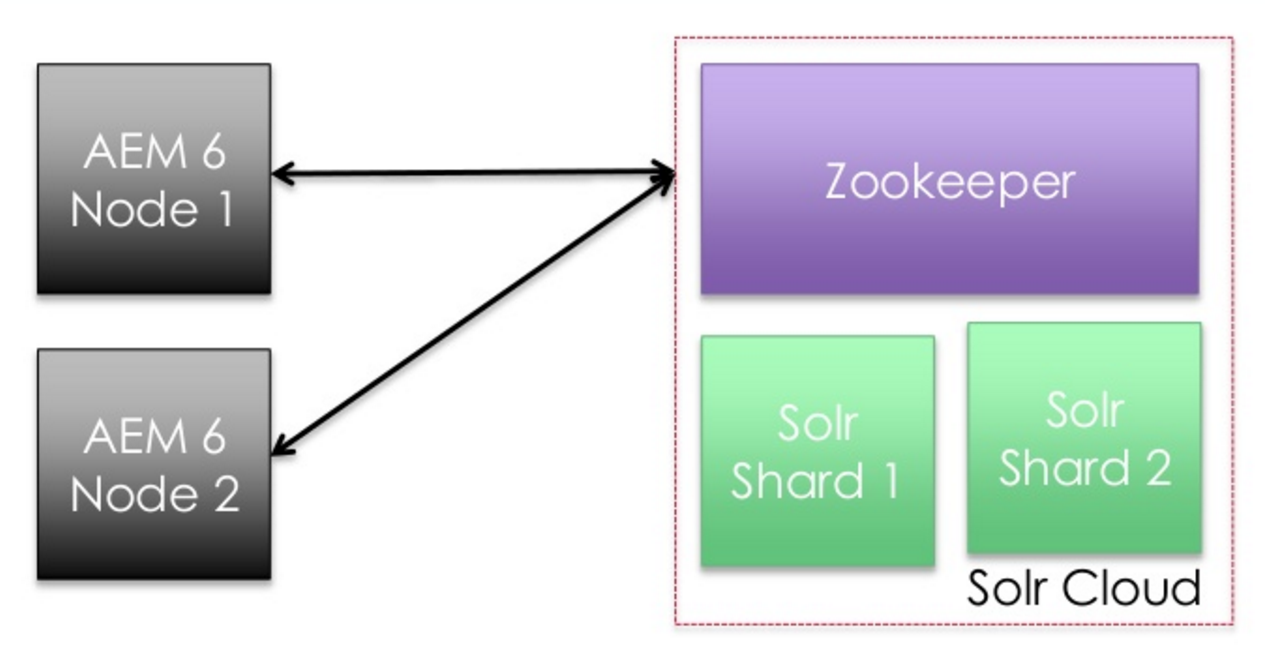 AEM 6
Node 1
Zookeeper
AEM 6
Node 2
Solr
Shard 1
Solr
Shard 2
Solr Cloud